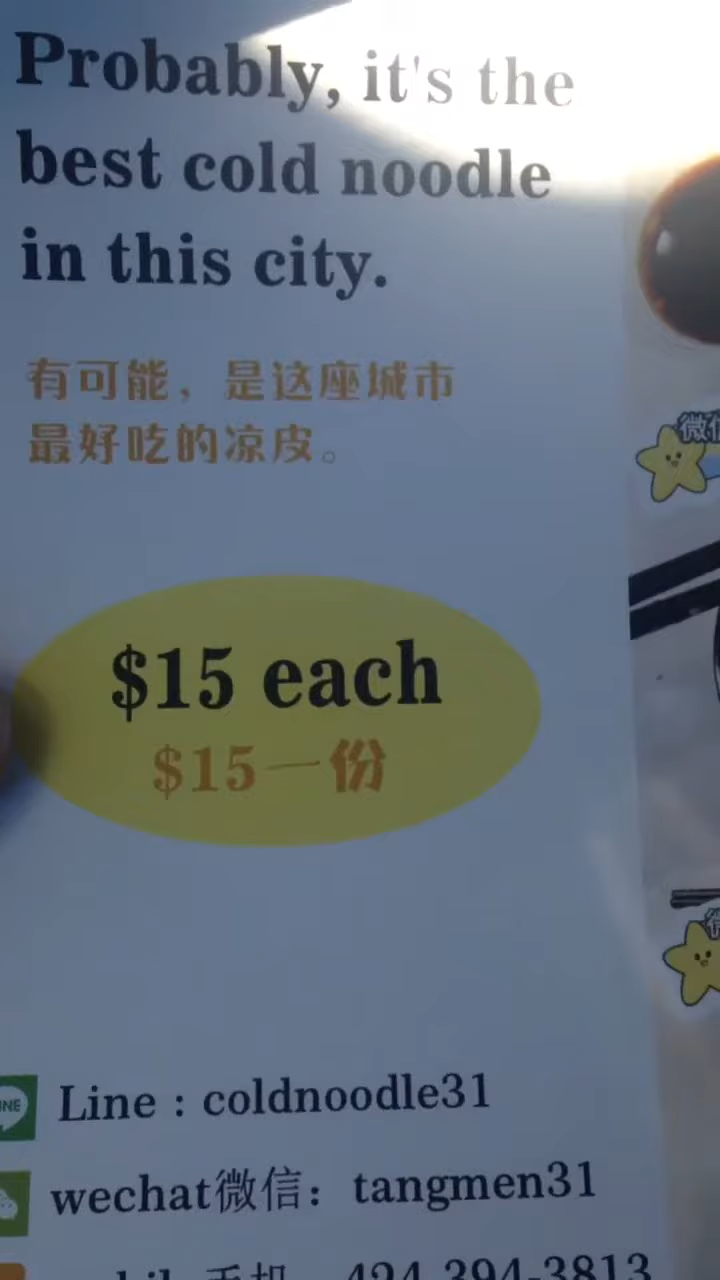 Probably, it's the
best cold noodle
in this city.
有可能，是这座城市
最好吃的凉皮。
$15 each
$15一份
Line : coldnoodle31
wechat微信： tangmen31
手机 424-394-3813